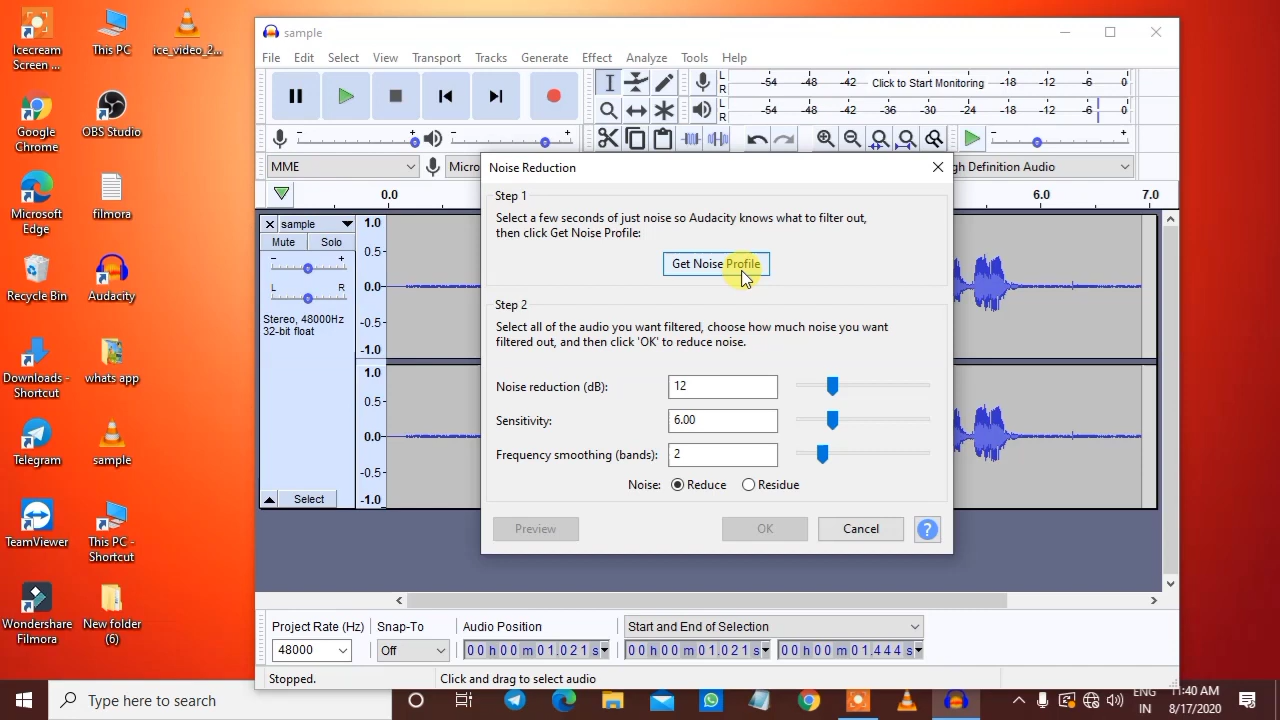 Icecream
Screen ...
This PC
ice_video_2...
Google
Chrome
OBS Studio
Microsoft
Edge
filmora
Recycle Bin
Audacity
Downloads -
Shortcut
whats app
Telegram
sample
TeamViewer
This PC -
Shortcut
Wondershare
Filmora
New folder
(6)
sample
File Edit Select View Transport Tracks Generate Effect Analyze Tools Help
L
R
-54 -48 -42 Click to Start Monitoring -18 -12 -6 0
L
R
-54 -48 -42 -36 -30 -24 -18 -12 -6 0
MME
Micro
gh Definition Audio
0.0 6.0 7.0
sample
Mute Solo
- +
L R
Stereo, 48000Hz
32-bit float
Select
1.0
0.5-
0.0-
-0.5-
-1.0
1.0
0.5-
0.0-
-0.5-
-1.0
Noise Reduction
Step 1
Select a few seconds of just noise so Audacity knows what to filter out,
then click Get Noise Profile:
Get Noise Profile
Step 2
Select all of the audio you want filtered, choose how much noise you want
filtered out, and then click 'OK' to reduce noise.
Noise reduction (dB): 12
Sensitivity: 6.00
Frequency smoothing (bands): 2
Noise: Reduce Residue
Preview OK Cancel ?
Project Rate (Hz) Snap-To Audio Position Start and End of Selection
48000 Off 00 h 00 m 01.021 s 00 h 00 m 01.021 s 00 h 00 m 01.444 s
Stopped. Click and drag to select audio
Type here to search
ENG
IN
11:40 AM
8/17/2020